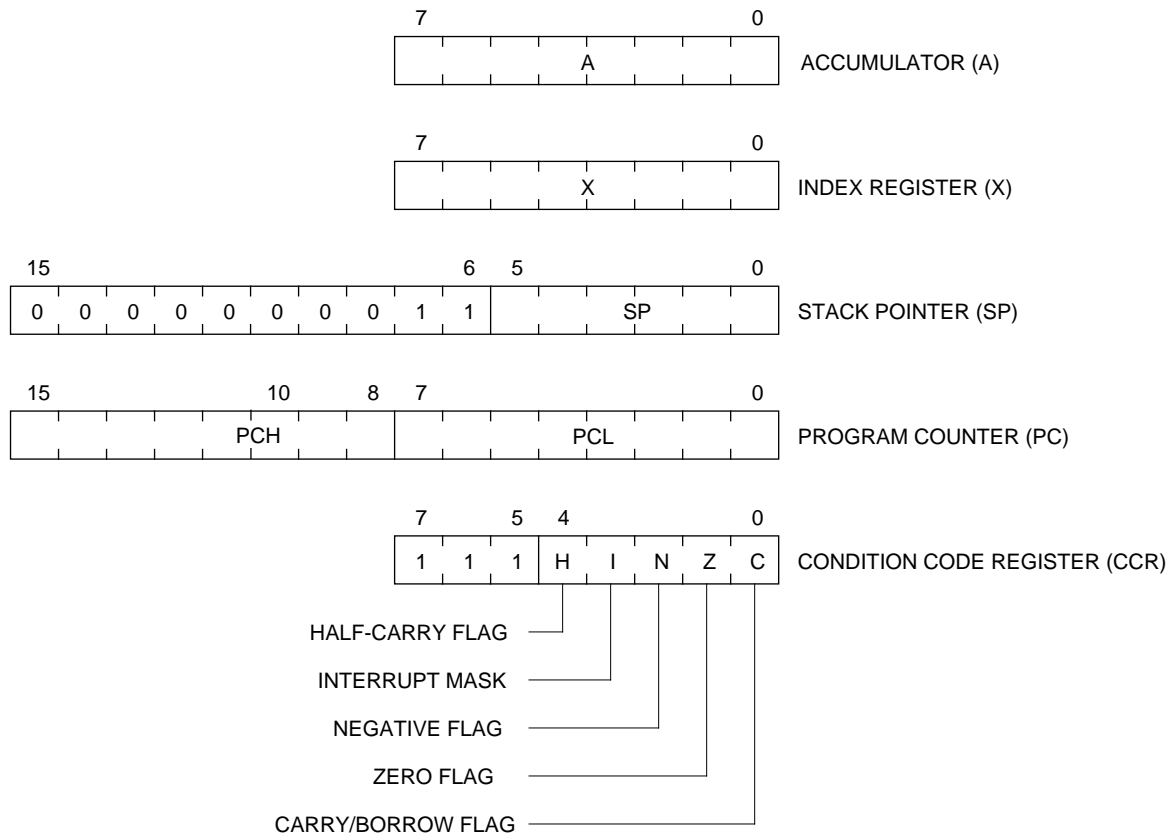 7 0
A ACCUMULATOR (A)
7 0
X INDEX REGISTER (X)
15 6 5 0
0 0 0 0 0 0 0 0 1 1 SP STACK POINTER (SP)
15 10 8 7 0
PCH PCL PROGRAM COUNTER (PC)
7 5 4 0
1 1 1 H I N Z C CONDITION CODE REGISTER (CCR)
HALF-CARRY FLAG
INTERRUPT MASK
NEGATIVE FLAG
ZERO FLAG
CARRY/BORROW FLAG